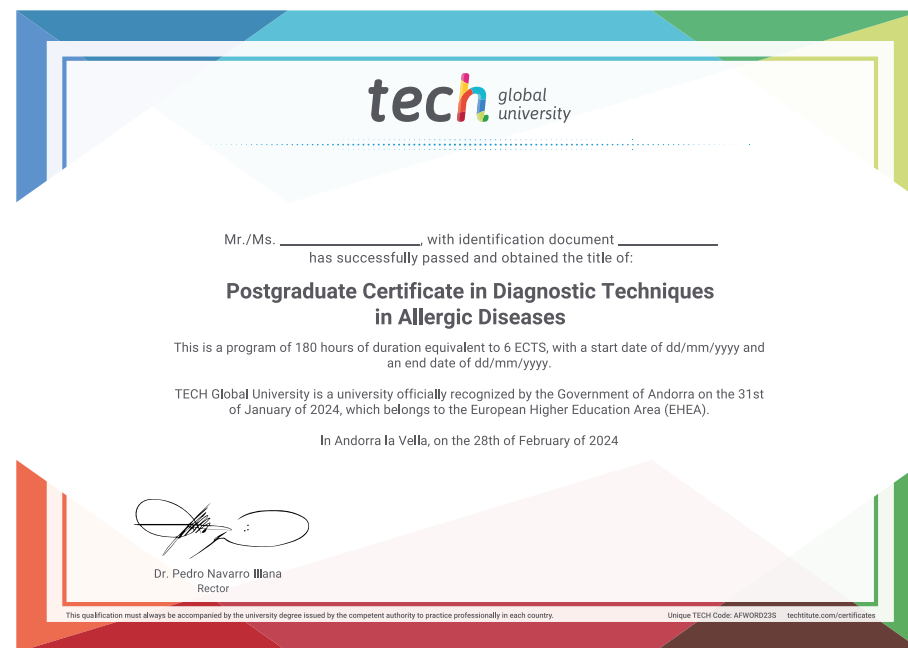 tech global university
Mr./Ms. ____________, with identification document ____________
has successfully passed and obtained the title of:
Postgraduate Certificate in Diagnostic Techniques
in Allergic Diseases
This is a program of 180 hours of duration equivalent to 6 ECTS, with a start date of dd/mm/yyyy and
an end date of dd/mm/yyyy.
TECH Global University is a university officially recognized by the Government of Andorra on the 31st
of January of 2024, which belongs to the European Higher Education Area (EHEA).
In Andorra la Vella, on the 28th of February of 2024
Dr. Pedro Navarro Illana
Rector
This qualification must always be accompanied by the university degree issued by the competent authority to practice professionally in each country.
Unique TECH Code: AFWORD23S techtitute.com/certificates